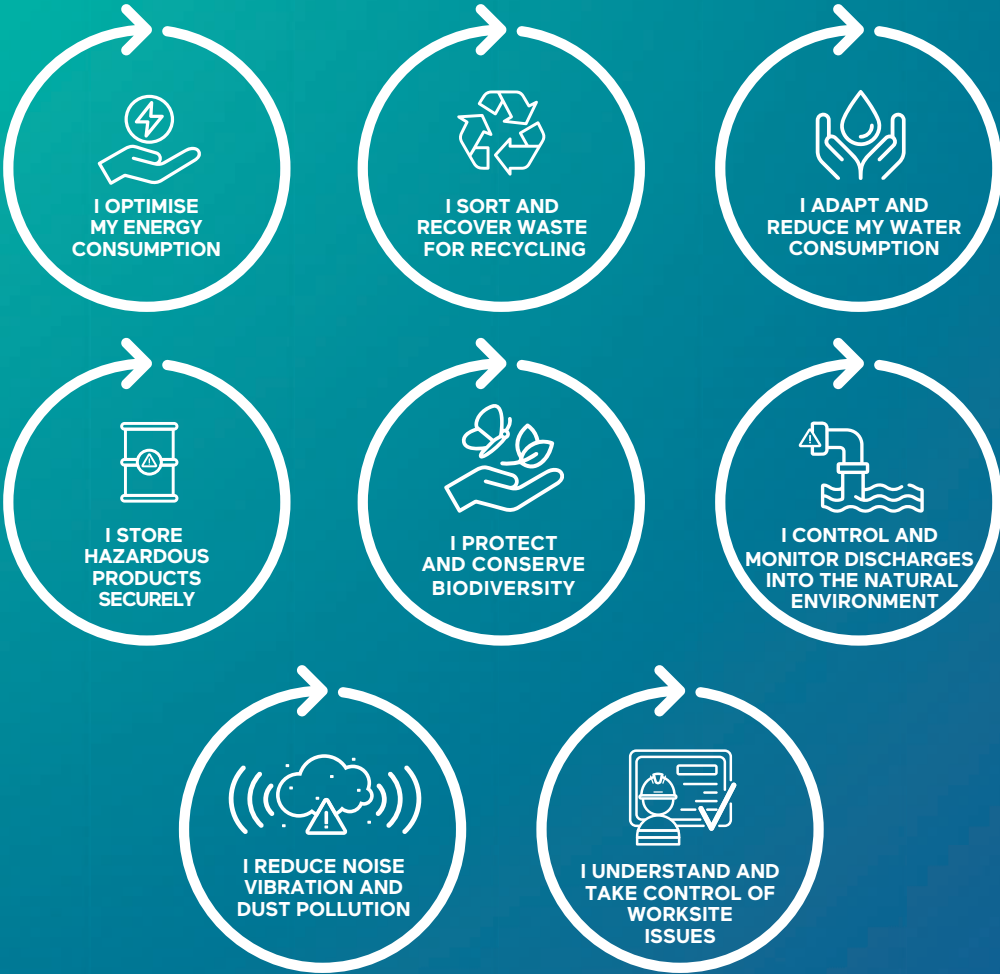 I OPTIMISE
MY ENERGY
CONSUMPTION
I SORT AND
RECOVER WASTE
FOR RECYCLING
I ADAPT AND
REDUCE MY WATER
CONSUMPTION
I STORE
HAZARDOUS
PRODUCTS
SECURELY
I PROTECT
AND CONSERVE
BIODIVERSITY
I CONTROL AND
MONITOR DISCHARGES
INTO THE NATURAL
ENVIRONMENT
I REDUCE NOISE
VIBRATION AND
DUST POLLUTION
I UNDERSTAND AND
TAKE CONTROL OF
WORKSITE
ISSUES